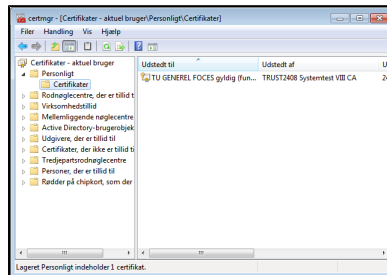 certmgr - [Certifikater - aktuel bruger\Personligt\Certifikater]
Filer Handling Vis Hjælp
Certifikater - aktuel bruger
Personligt
Certifikater
Rodnøglecentre, der er tillid t
Virksomhedstillid
Mellemliggende nøglecentre
Active Directory-brugerobjek
Udgivere, der er tillid til
Certifikater, der ikke er tillid ti
Tredjepartsrodnøglecentre
Personer, der er tillid til
Rødder på chipkort, som der
Udstedt til Udstedt af U
TU GENEREL FOCES gyldig (fun... TRUST2408 Systemtest VIII CA 24
Lageret Personligt indeholder 1 certifikat.